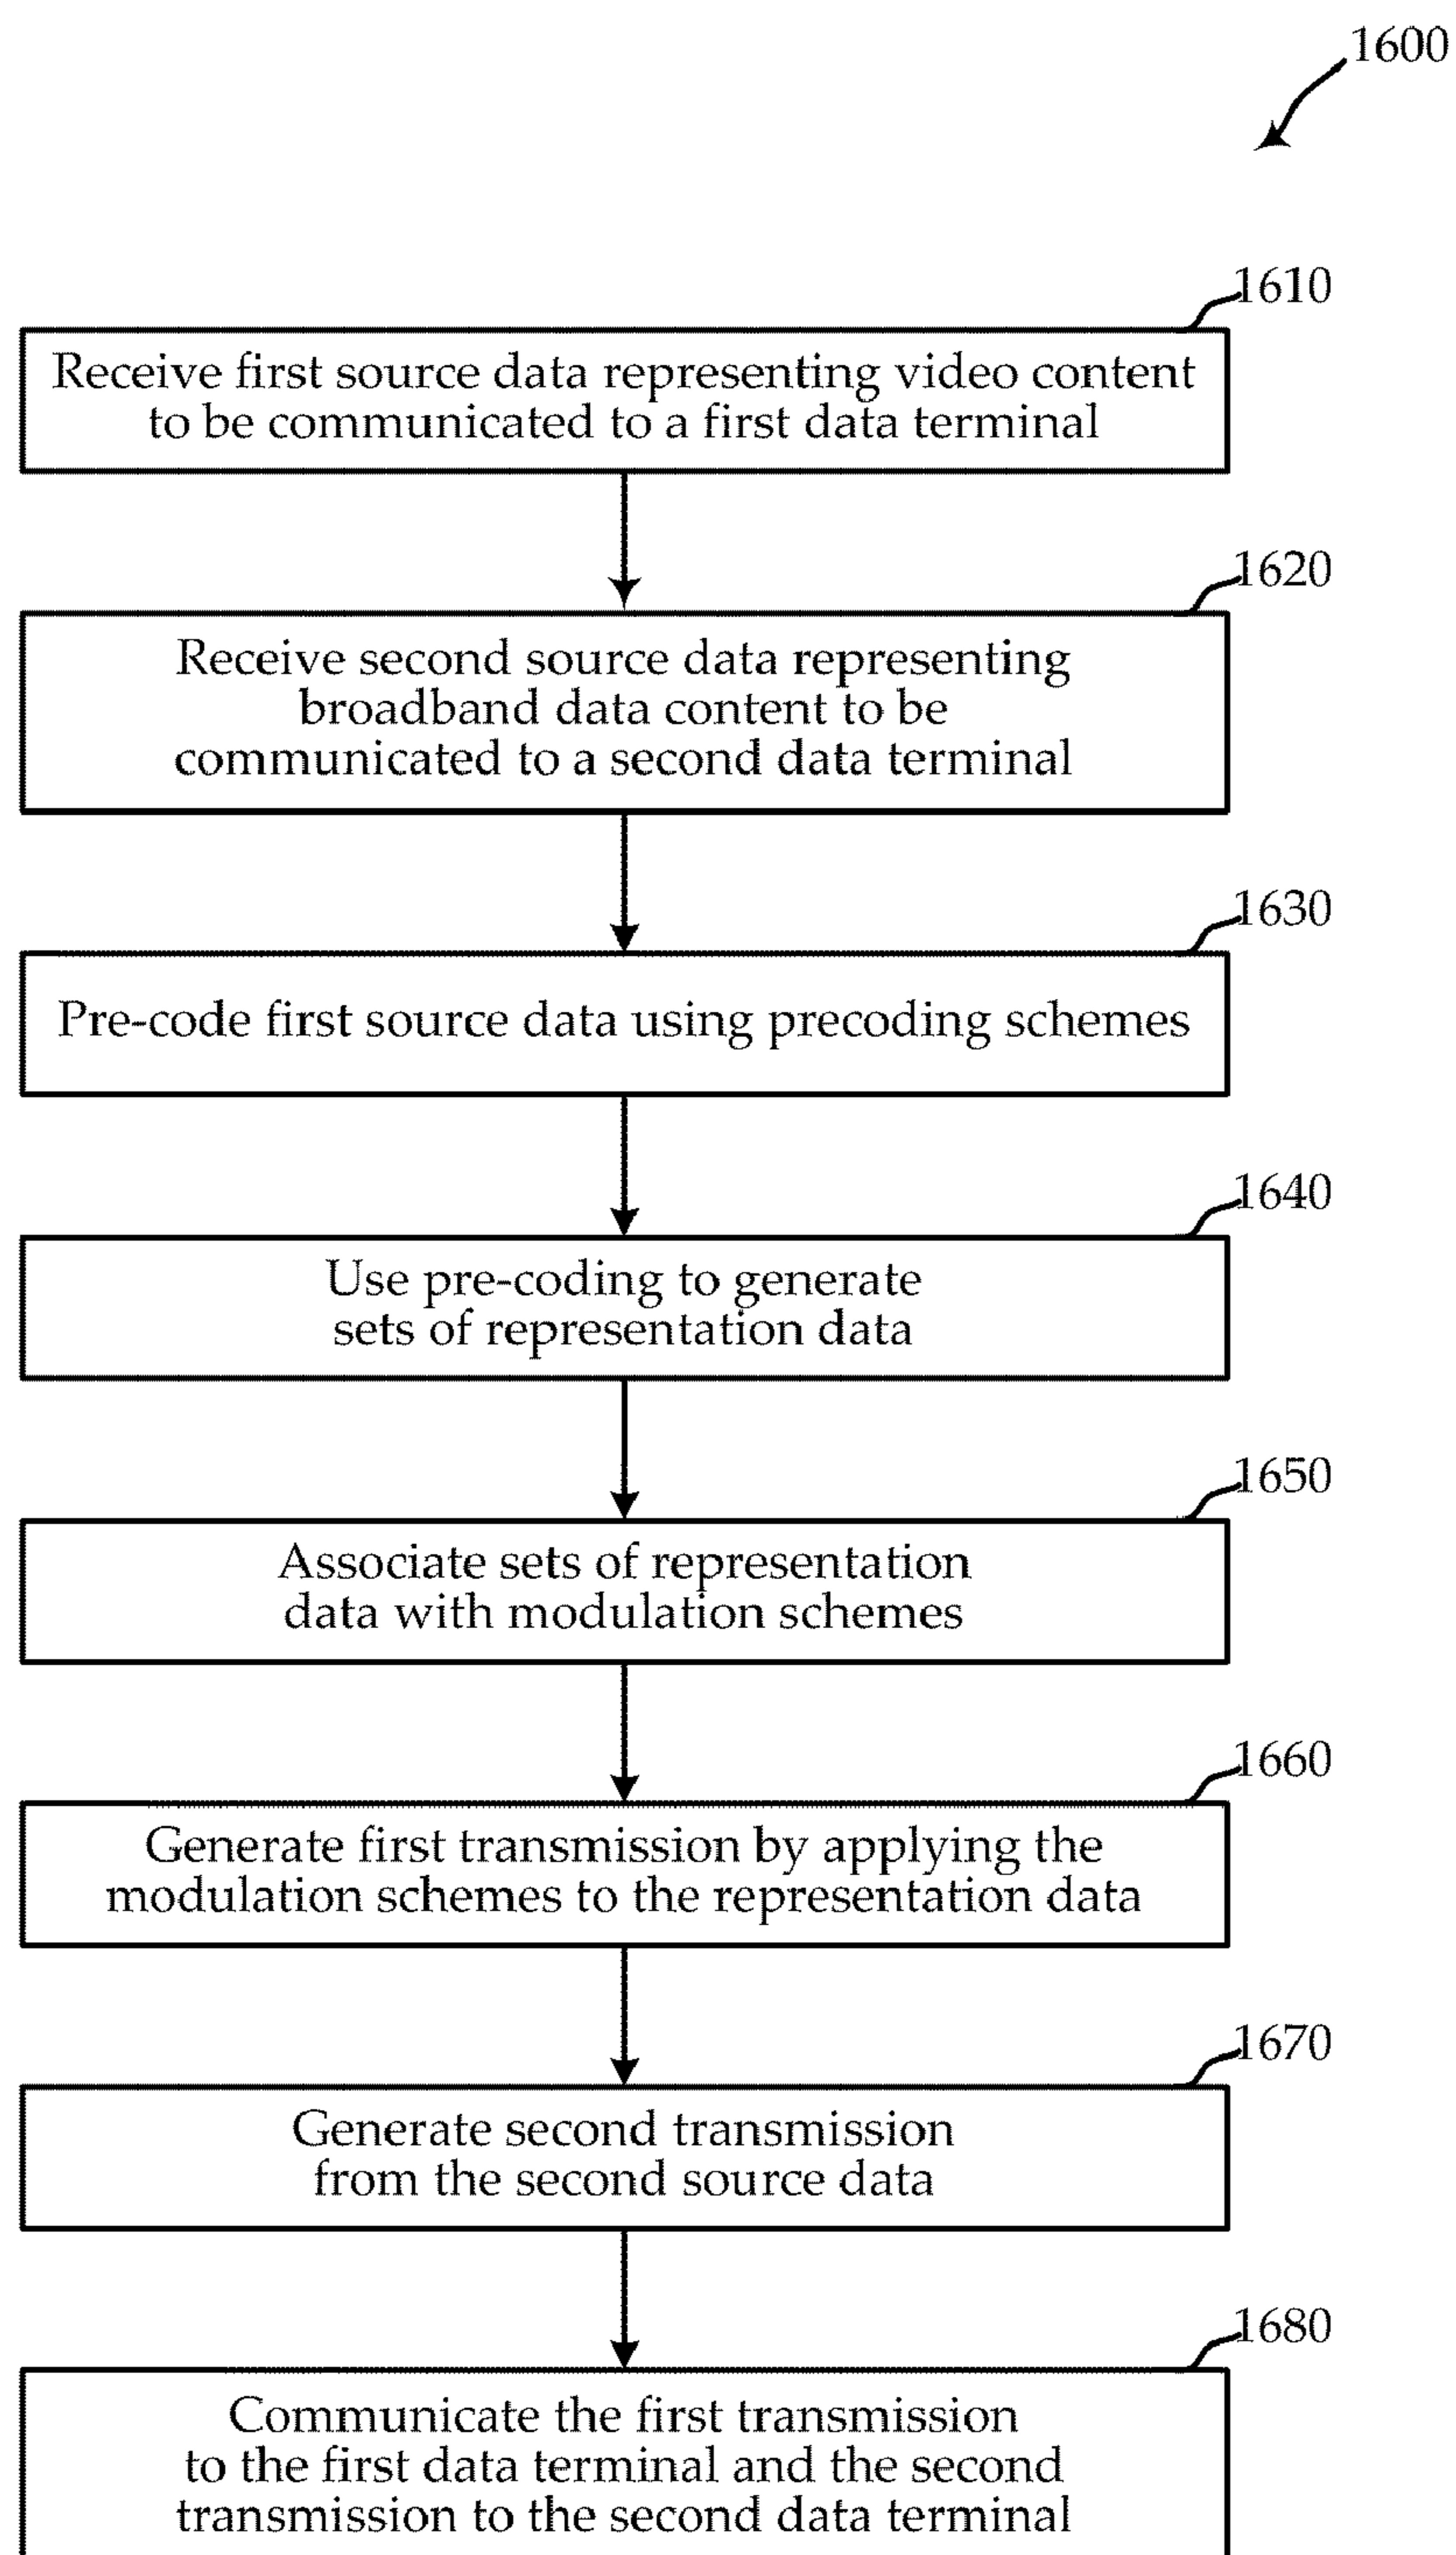 1600
1610
Receive first source data representing video content
to be communicated to a first data terminal
1620
Receive second source data representing
broadband data content to be
communicated to a second data terminal
1630
Pre-code first source data using precoding schemes
1640
Use pre-coding to generate
sets of representation data
1650
Associate sets of representation
data with modulation schemes
1660
Generate first transmission by applying the
modulation schemes to the representation data
1670
Generate second transmission
from the second source data
1680
Communicate the first transmission
to the first data terminal and the second
transmission to the second data terminal